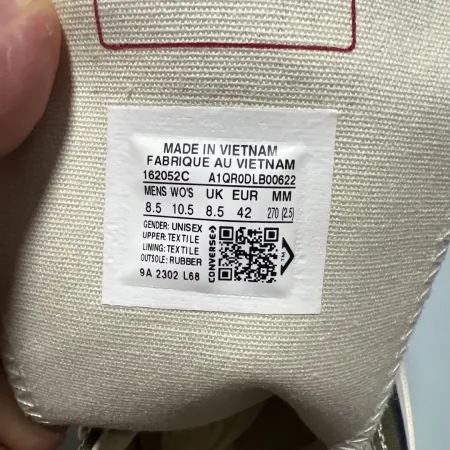 MADE IN VIETNAM
FABRIQUE AU VIETNAM
162052C A1QR0DLB00622
MENS WO'S UK EUR MM
8.5 10.5 8.5 42 270 (2.5)
GENDER: UNISEX
UPPER: TEXTILE
LINING: TEXTILE
OUTSOLE: RUBBER
9A 2302 L68
CONVERSE
TM